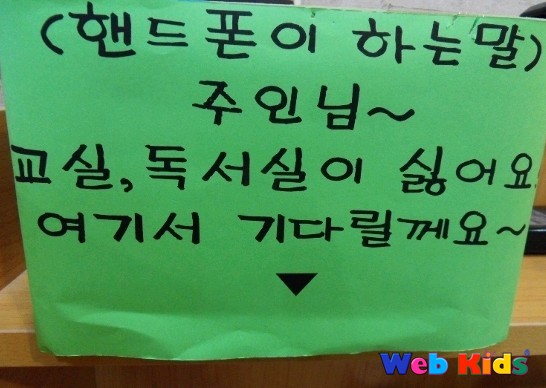 (핸드폰이 하는말)
주인님~
교실,독서실이 싫어요.
여기서 기다릴께요~
▼
Web Kids